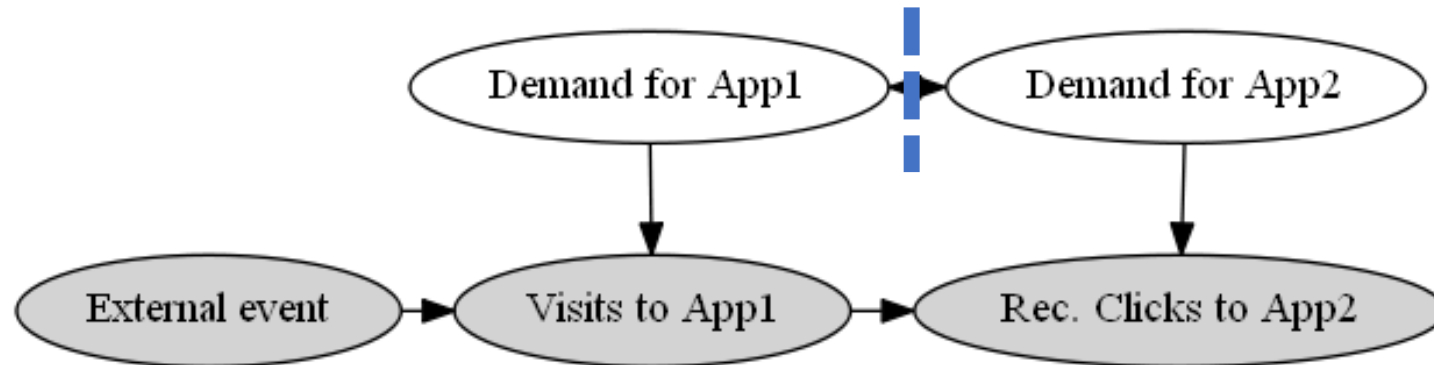 Demand for App1
Demand for App2
External event
Visits to App1
Rec. Clicks to App2